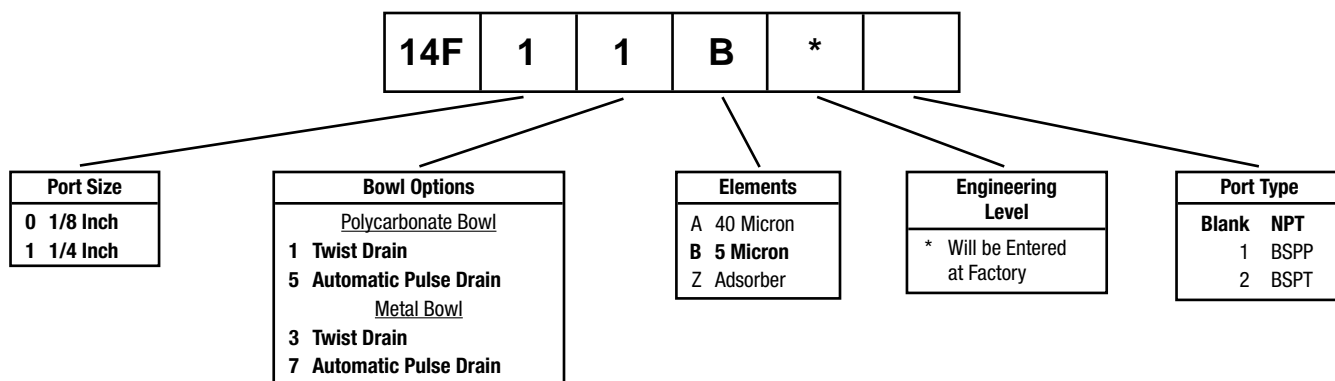 14F 1 1 B *
Port Size
0 1/8 Inch
1 1/4 Inch
Bowl Options
Polycarbonate Bowl
1 Twist Drain
5 Automatic Pulse Drain
Metal Bowl
3 Twist Drain
7 Automatic Pulse Drain
Elements
A 40 Micron
B 5 Micron
Z Adsorber
Engineering
Level
* Will be Entered
at Factory
Port Type
Blank NPT
1 BSPP
2 BSPT